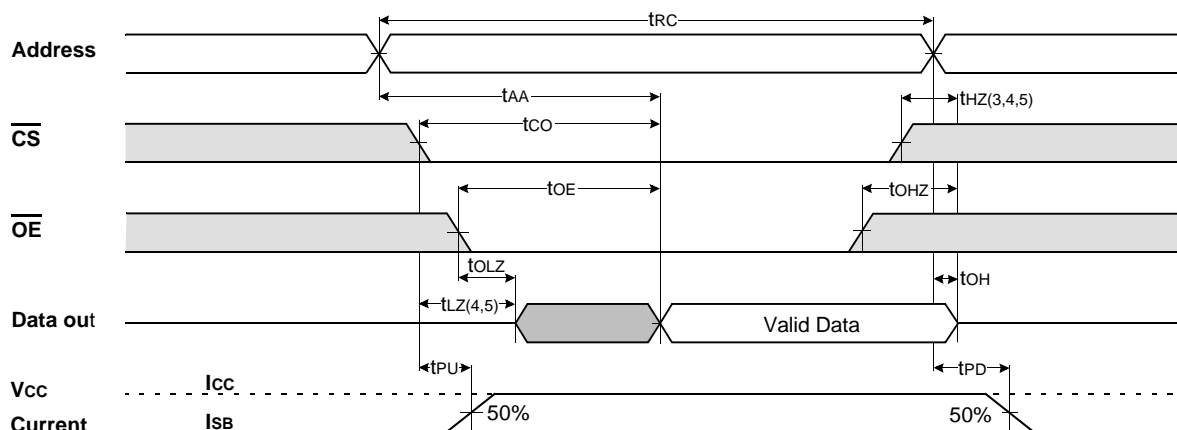 tRC
Address
tAA
tHZ(3,4,5)
CS
tCO
tOE
tOHZ
OE
tOLZ
tOH
tLZ(4,5)
Data out
Valid Data
tPU
tPD
VCC
ICC
50%
50%
Current
ISB